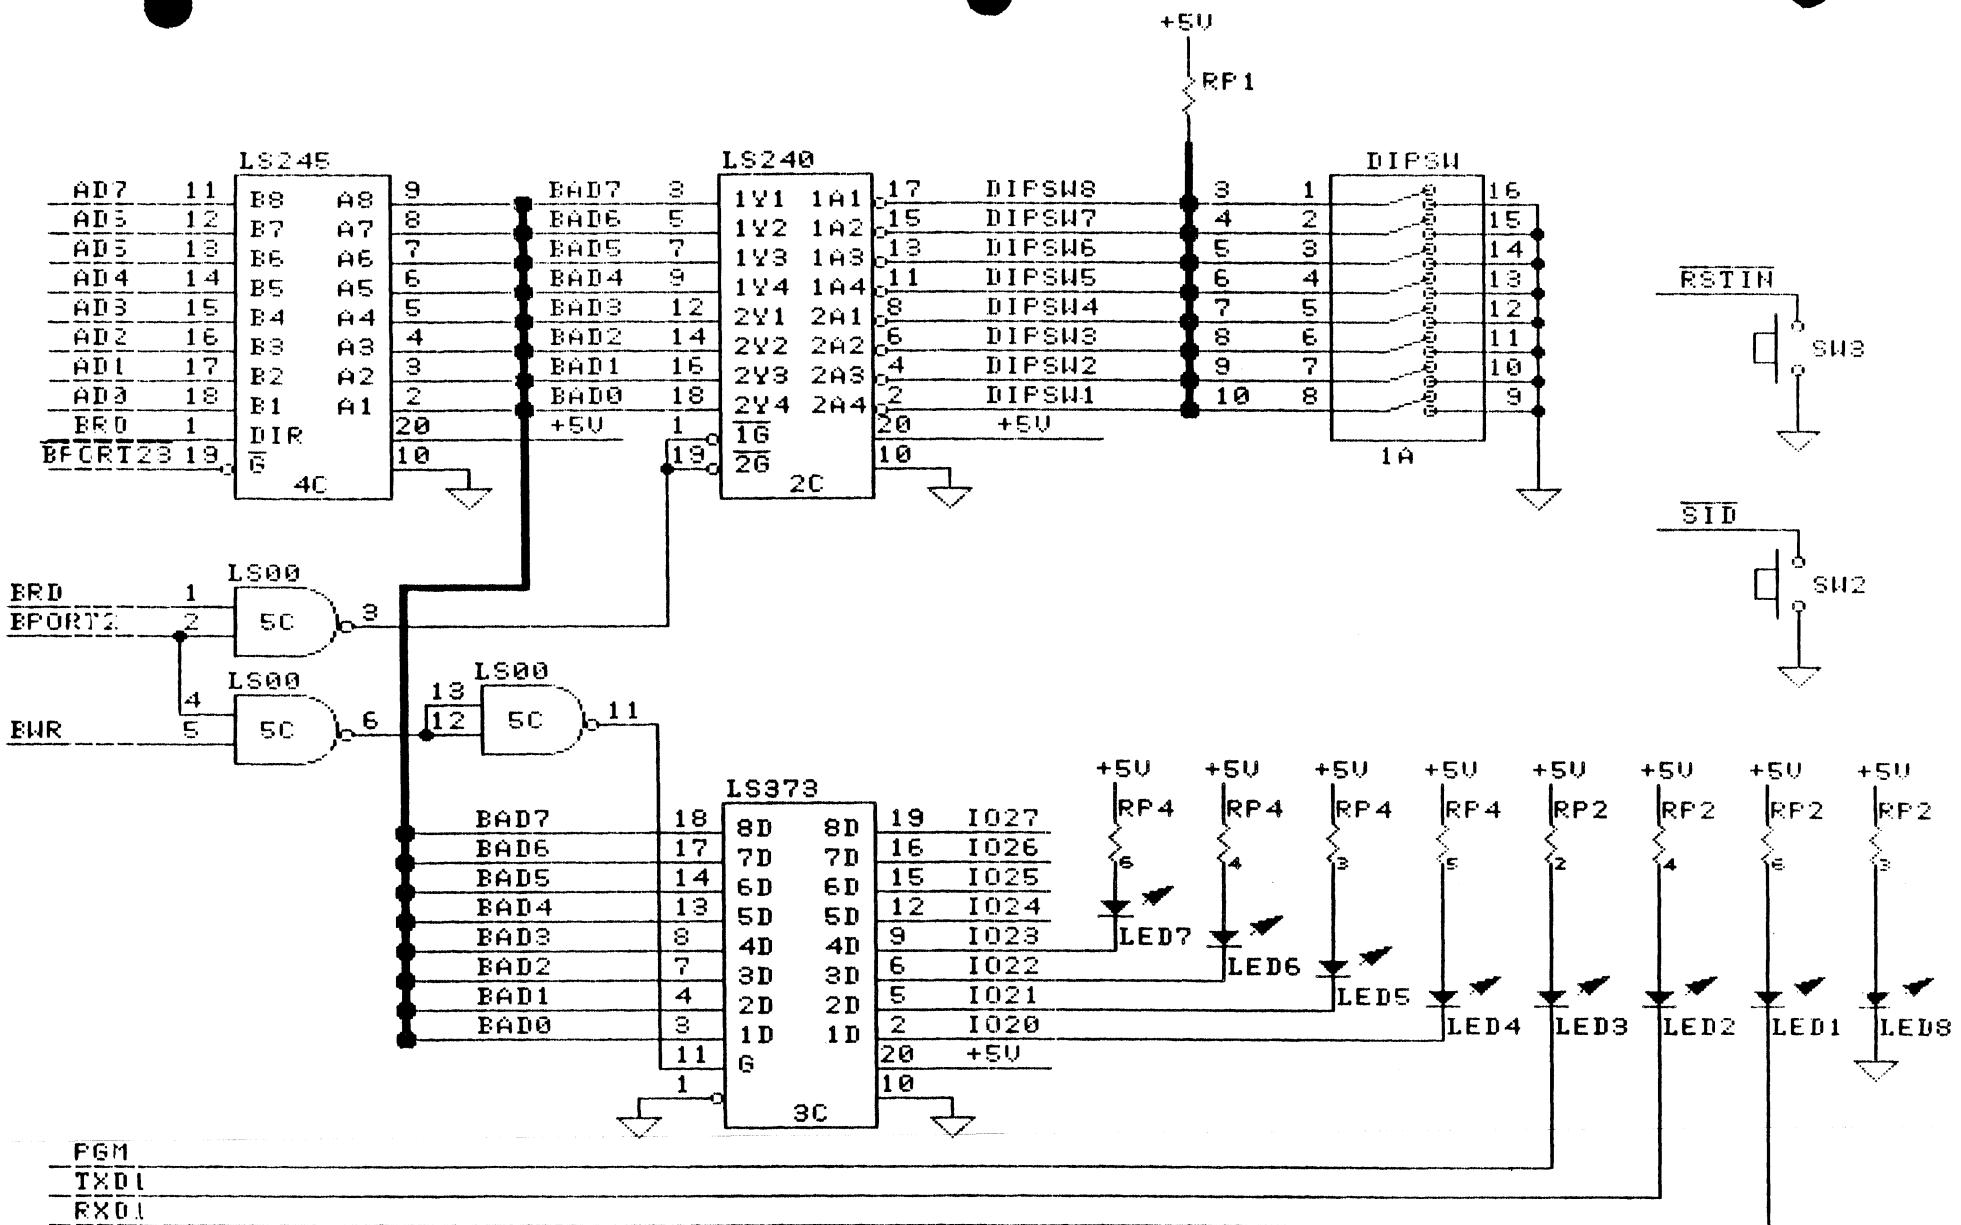 +5V
RP1
LS245
LS240
DIPSW
AD7 11 B8 A8 9 BAD7 3 1Y1 1A1 17 DIPSW8 3 1 16
AD6 12 B7 A7 8 BAD6 5 1Y2 1A2 15 DIPSW7 4 2 15
AD5 13 B6 A6 7 BAD5 7 1Y3 1A3 13 DIPSW6 5 3 14
AD4 14 B5 A5 6 BAD4 9 1Y4 1A4 11 DIPSW5 6 4 13
AD3 15 B4 A4 5 BAD3 12 2Y1 2A1 8 DIPSW4 7 5 12
AD2 16 B3 A3 4 BAD2 14 2Y2 2A2 6 DIPSW3 8 6 11
AD1 17 B2 A2 3 BAD1 16 2Y3 2A3 4 DIPSW2 9 7 10
AD0 18 B1 A1 2 BAD0 18 2Y4 2A4 2 DIPSW1 10 8 9
BRD 1 DIR 20 +5V 1 1G 20 +5V
BPORT23 19 G 10 19 2G 10
4C
2C
1A
RSTIN
SW3
SID
SW2
LS00
BRD 1
BPORT2 2
5C 3
LS00
4
BWR 5
5C 6
LS00
13
12
5C 11
LS373
BAD7 18 8D 8D 19 IO27
BAD6 17 7D 7D 16 IO26
BAD5 14 6D 6D 15 IO25
BAD4 13 5D 5D 12 IO24
BAD3 8 4D 4D 9 IO23
BAD2 7 3D 3D 6 IO22
BAD1 4 2D 2D 5 IO21
BAD0 3 1D 1D 2 IO20
11 G 20 +5V
1 10
3C
+5V +5V +5V +5V +5V +5V +5V +5V
RP4 RP4 RP4 RP4 RP2 RP2 RP2 RP2
6 4 3 5 2 4 6 3
LED7
LED6
LED5
LED4 LED3 LED2 LED1 LED8
PGM
TXD1
RXD1